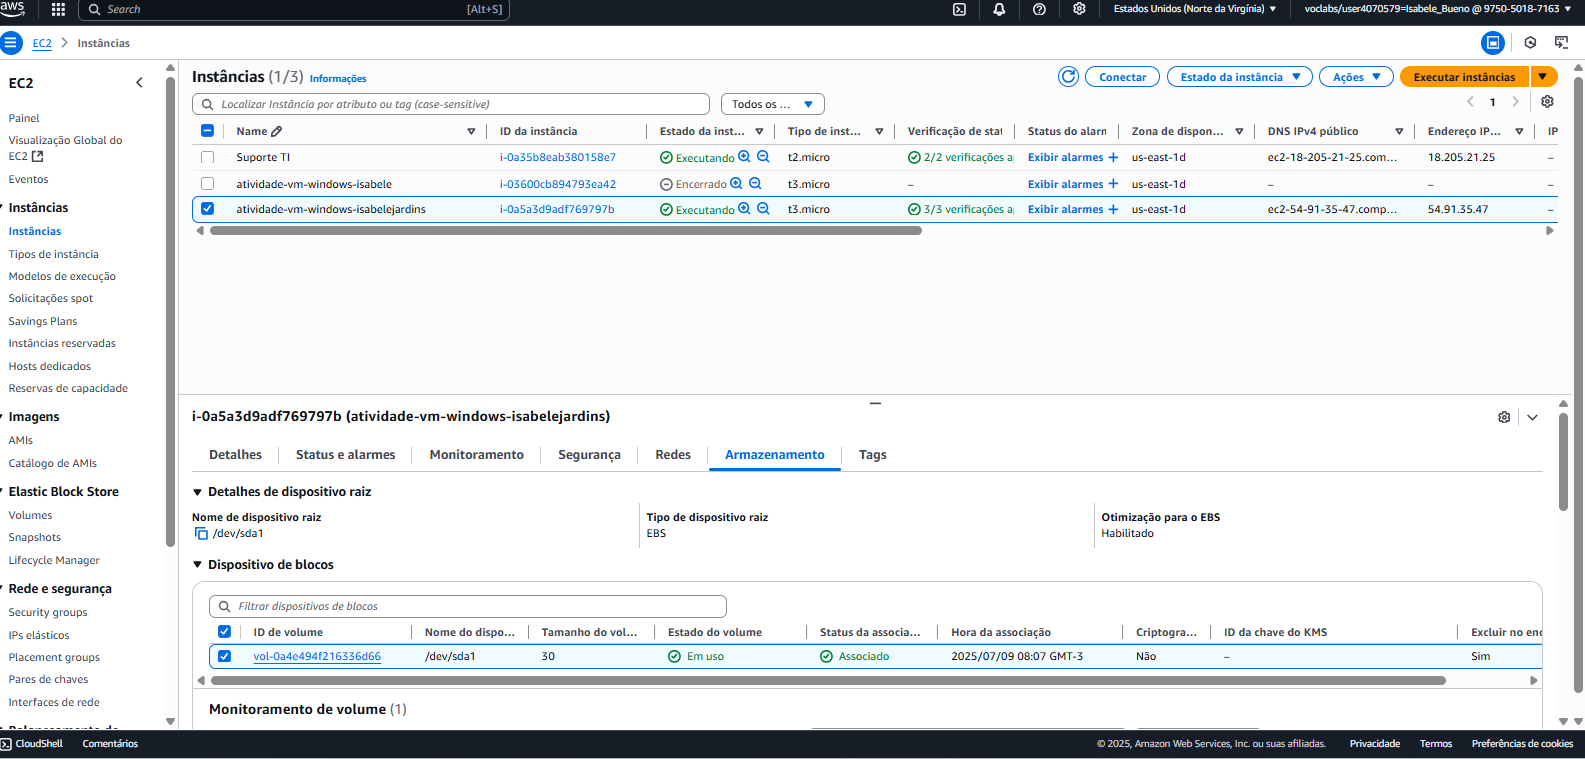 aws Search [Alt+S] Estados Unidos (Norte da Virgínia) voclabs/user4070579=Isabele_Bueno @ 9750-5018-7163
EC2 Instâncias
EC2
Painel
Visualização Global do
EC2
Eventos
Instâncias
Instâncias
Tipos de instância
Modelos de execução
Solicitações spot
Savings Plans
Instâncias reservadas
Hosts dedicados
Reservas de capacidade
Imagens
AMIs
Catálogo de AMIs
Elastic Block Store
Volumes
Snapshots
Lifecycle Manager
Rede e segurança
Security groups
IPs elásticos
Placement groups
Pares de chaves
Interfaces de rede
Instâncias (1/3) Informações Conectar Estado da instância Ações Executar instâncias
Localizar Instância por atributo ou tag (case-sensitive) Todos os ... 1
Name ID da instância Estado da inst... Tipo de inst... Verificação de stat Status do alarn Zona de dispon... DNS IPv4 público Endereço IP... IP
Suporte TI i-0a35b8eab380158e7 Executando t2.micro 2/2 verificações a Exibir alarmes + us-east-1d ec2-18-205-21-25.com... 18.205.21.25 –
atividade-vm-windows-isabele i-03600cb894793ea42 Encerrado t3.micro – Exibir alarmes + us-east-1d – – –
atividade-vm-windows-isabelejardins i-0a5a3d9adf769797b Executando t3.micro 3/3 verificações a Exibir alarmes + us-east-1d ec2-54-91-35-47.comp... 54.91.35.47 –
i-0a5a3d9adf769797b (atividade-vm-windows-isabelejardins)
Detalhes Status e alarmes Monitoramento Segurança Redes Armazenamento Tags
Detalhes de dispositivo raiz
Nome de dispositivo raiz Tipo de dispositivo raiz Otimização para o EBS
/dev/sda1 EBS Habilitado
Dispositivo de blocos
Filtrar dispositivos de blocos
ID de volume Nome do dispo... Tamanho do vol... Estado do volume Status da associa... Hora da associação Criptogra... ID da chave do KMS Excluir no enc
vol-0a4e494f216336d66 /dev/sda1 30 Em uso Associado 2025/07/09 08:07 GMT-3 Não – Sim
Monitoramento de volume (1)
CloudShell Comentários © 2025, Amazon Web Services, Inc. ou suas afiliadas. Privacidade Termos Preferências de cookies